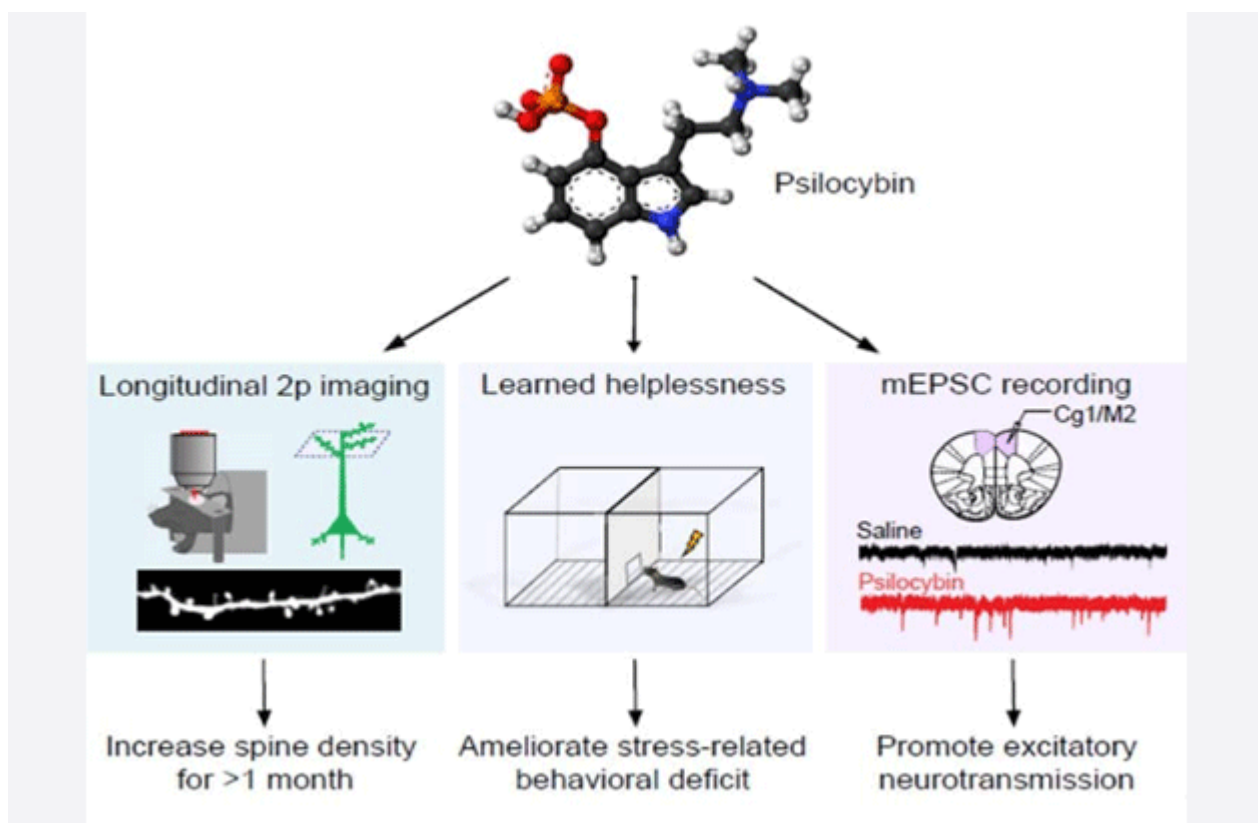 Psilocybin
Longitudinal 2p imaging
Learned helplessness
mEPSC recording
Cg1/M2
Saline
Psilocybin
Increase spine density
for >1 month
Ameliorate stress-related
behavioral deficit
Promote excitatory
neurotransmission